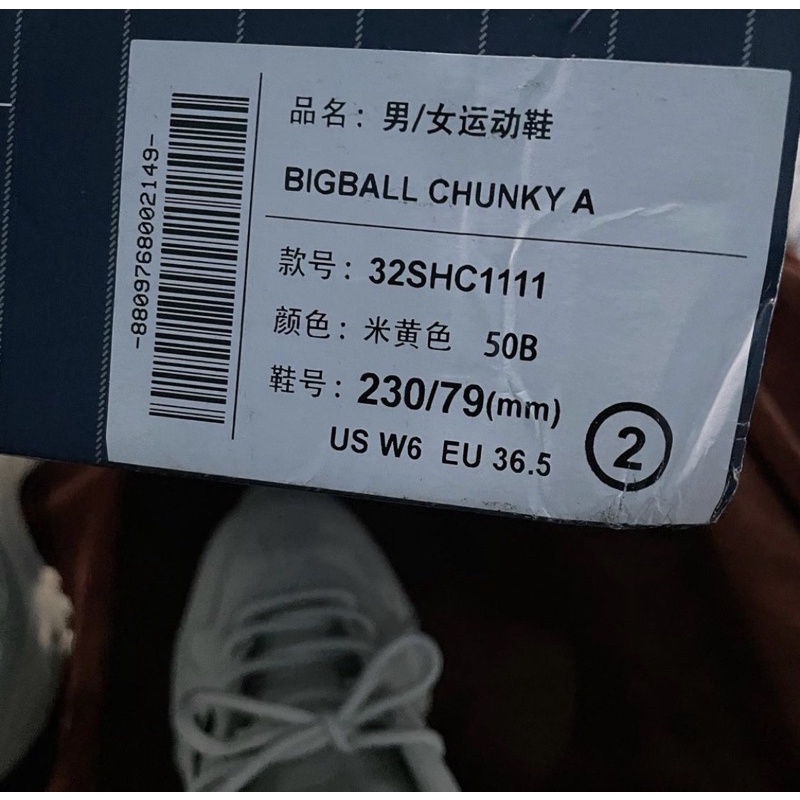 -8809768002149-
品名：男/女运动鞋
BIGBALL CHUNKY A
款号：32SHC1111
颜色：米黄色 50B
鞋号：230/79(mm)
US W6 EU 36.5
2